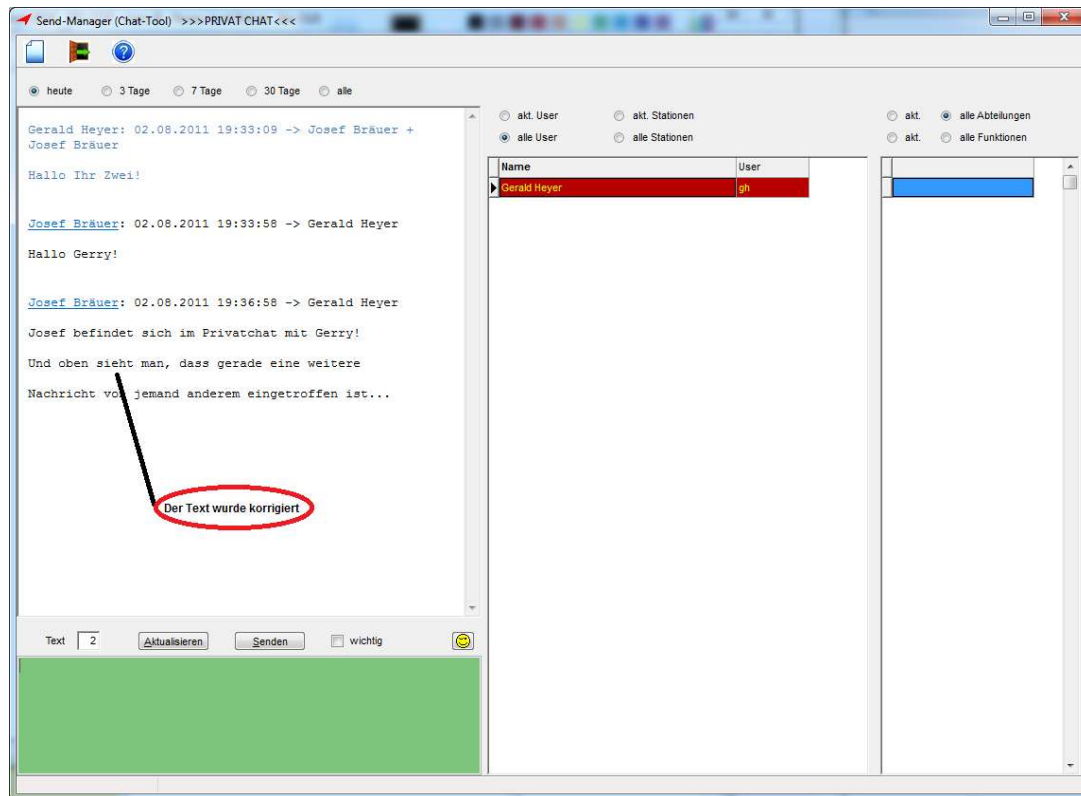 Send-Manager (Chat-Tool) >>>PRIVAT CHAT<<<
heute 3 Tage 7 Tage 30 Tage alle
Gerald Heyer: 02.08.2011 19:33:09 -> Josef Bräuer +
Josef Bräuer
Hallo Ihr Zwei!
Josef Bräuer: 02.08.2011 19:33:58 -> Gerald Heyer
Hallo Gerry!
Josef Bräuer: 02.08.2011 19:36:58 -> Gerald Heyer
Josef befindet sich im Privatchat mit Gerry!
Und oben sieht man, dass gerade eine weitere
Nachricht von jemand anderem eingetroffen ist...
Der Text wurde korrigiert
Text 2 Aktualisieren Senden wichtig
akt. User akt. Stationen
alle User alle Stationen
Name User
Gerald Heyer gh
akt. alle Abteilungen
akt. alle Funktionen